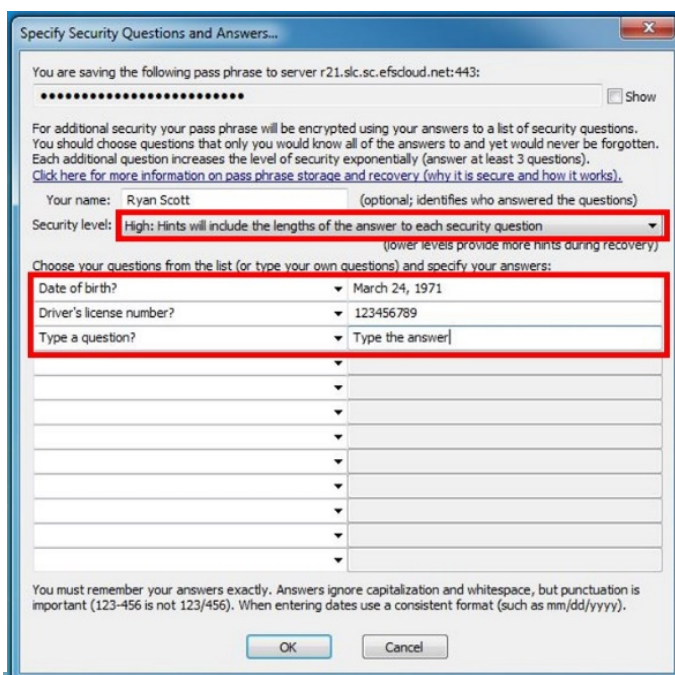 Specify Security Questions and Answers...
You are saving the following pass phrase to server r21.slc.sc.efscloud.net:443:
•••••••••••••••••••••••••
Show
For additional security your pass phrase will be encrypted using your answers to a list of security questions.
You should choose questions that only you would know all of the answers to and yet would never be forgotten.
Each additional question increases the level of security exponentially (answer at least 3 questions).
Click here for more information on pass phrase storage and recovery (why it is secure and how it works).
Your name: Ryan Scott (optional; identifies who answered the questions)
Security level: High: Hints will include the lengths of the answer to each security question
(lower levels provide more hints during recovery)
Choose your questions from the list (or type your own questions) and specify your answers:
Date of birth? March 24, 1971
Driver's license number? 123456789
Type a question? Type the answer
You must remember your answers exactly. Answers ignore capitalization and whitespace, but punctuation is
important (123-456 is not 123/456). When entering dates use a consistent format (such as mm/dd/yyyy).
OK Cancel